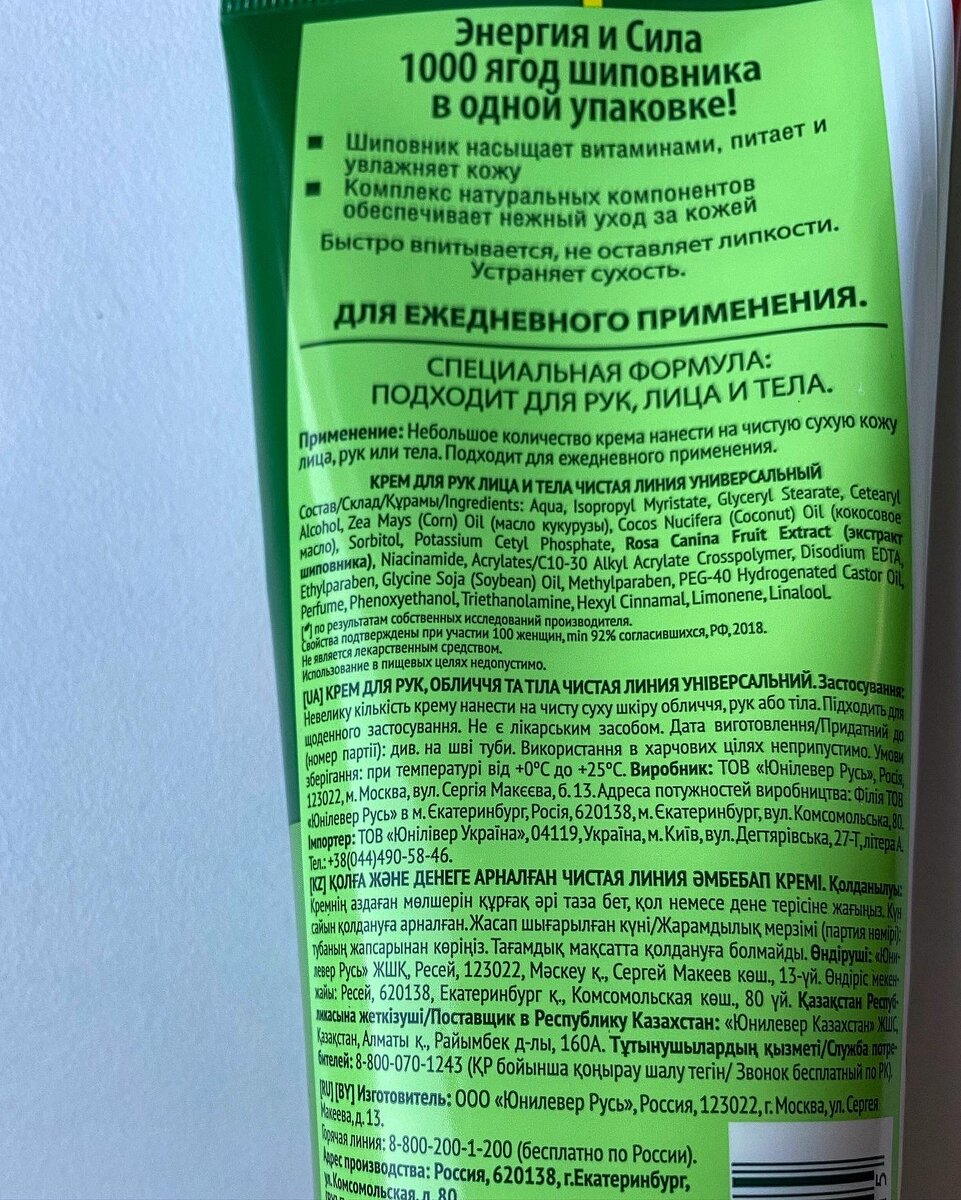 Энергия и Сила
1000 ягод шиповника
в одной упаковке!
Шиповник насыщает витаминами, питает и
увлажняет кожу
Комплекс натуральных компонентов
обеспечивает нежный уход за кожей
Быстро впитывается, не оставляет липкости.
Устраняет сухость.
ДЛЯ ЕЖЕДНЕВНОГО ПРИМЕНЕНИЯ.
СПЕЦИАЛЬНАЯ ФОРМУЛА:
ПОДХОДИТ ДЛЯ РУК, ЛИЦА И ТЕЛА.
Применение: Небольшое количество крема нанести на чистую сухую кожу
лица, рук или тела. Подходит для ежедневного применения.
КРЕМ ДЛЯ РУК ЛИЦА И ТЕЛА ЧИСТАЯ ЛИНИЯ УНИВЕРСАЛЬНЫЙ
Состав/Склад/Құрамы/Ingredients: Aqua, Isopropyl Myristate, Glyceryl Stearate, Cetearyl
Alcohol, Zea Mays (Corn) Oil (масло кукурузы), Cocos Nucifera (Coconut) Oil (кокосовое
масло), Sorbitol, Potassium Cetyl Phosphate, Rosa Canina Fruit Extract (экстракт
шиповника), Niacinamide, Acrylates/C10-30 Alkyl Acrylate Crosspolymer, Disodium EDTA,
Ethylparaben, Glycine Soja (Soybean) Oil, Methylparaben, PEG-40 Hydrogenated Castor Oil,
Perfume, Phenoxyethanol, Triethanolamine, Hexyl Cinnamal, Limonene, Linalool.
по результатам собственных исследований производителя.
Свойства подтверждены при участии 100 женщин, min 92% согласившихся, РФ, 2018.
Не является лекарственным средством.
Использование в пищевых целях недопустимо.
[UA] КРЕМ ДЛЯ РУК, ОБЛИЧЧЯ ТА ТІЛА ЧИСТАЯ ЛИНИЯ УНІВЕРСАЛЬНИЙ. Застосування:
Невелику кількість крему нанести на чисту суху шкіру обличчя, рук або тіла. Підходить для
щоденного застосування. Не є лікарським засобом. Дата виготовлення/Придатний до
(номер партії): див. на шві туби. Використання в харчових цілях неприпустимо. Умови
зберігання: при температурі від +0°С до +25°С. Виробник: ТОВ «Юнілевер Русь», Росія,
123022, м. Москва, вул. Сергія Макєєва, б. 13. Адреса потужностей виробництва: Філія ТОВ
«Юнілевер Русь» в м. Єкатеринбург, Росія, 620138, м. Єкатеринбург, вул. Комсомольська, 80.
Імпортер: ТОВ «Юнілівер Україна», 04119, Україна, м. Київ, вул. Дегтярівська, 27-Т, літера А.
Тел.: +38(044)490-58-46.
[KZ] ҚОЛҒА ЖӘНЕ ДЕНЕГЕ АРНАЛҒАН ЧИСТАЯ ЛИНИЯ ӘМБЕБАП КРЕМІ. Қолданылуы:
Кремнің аздаған мөлшерін құрғақ әрі таза бет, қол немесе дене терісіне жағыңыз. Күн
сайын қолдануға арналған. Жасап шығарылған күні/Жарамдылық мерзімі (партия нөмірі):
тубаның жапсарынан көріңіз. Тағамдық мақсатта қолдануға болмайды. Өндіруші: «Юни-
левер Русь» ЖШҚ, Ресей, 123022, Мәскеу қ., Сергей Макеев көш., 13-үй. Өндіріс мекен-
жайы: Ресей, 620138, Екатеринбург қ., Комсомольская көш., 80 үй. Қазақстан Респуб-
ликасына жеткізуші/Поставщик в Республику Казахстан: «Юнилевер Казахстан» ЖШС,
Қазақстан, Алматы қ., Райымбек д-лы, 160А. Тұтынушылардың қызметі/Служба потре-
бителей: 8-800-070-1243 (ҚР бойынша қоңырау шалу тегін/ Звонок бесплатный по РК).
[RU] [BY] Изготовитель: ООО «Юнилевер Русь», Россия, 123022, г. Москва, ул. Сергея
Макеева, д. 13.
Горячая линия: 8-800-200-1-200 (бесплатно по России).
Адрес производства: Россия, 620138, г.Екатеринбург,
ул. Комсомольская, д. 80
5